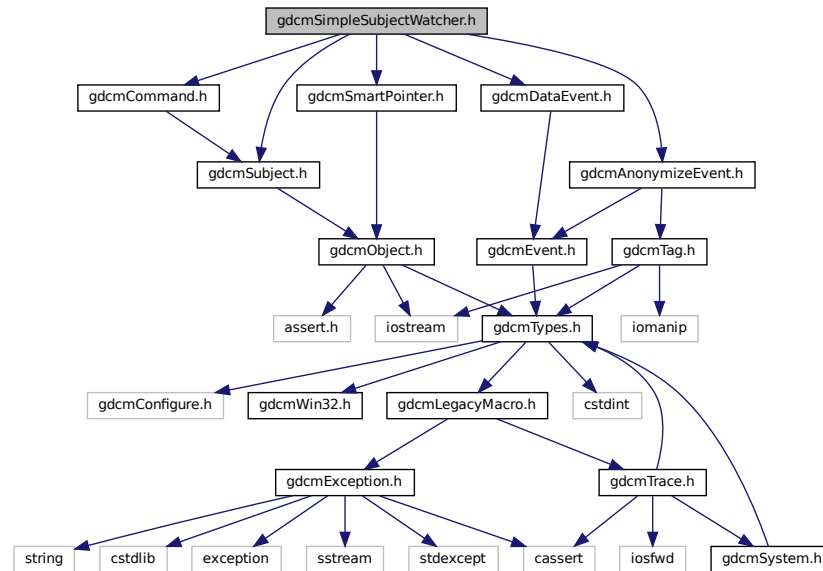 gdcmSimpleSubjectWatcher.h
gdcmCommand.h
gdcmSmartPointer.h
gdcmDataEvent.h
gdcmSubject.h
gdcmAnonymizeEvent.h
gdcmObject.h
gdcmEvent.h
gdcmTag.h
assert.h
iostream
gdcmTypes.h
iomanip
gdcmConfigure.h
gdcmWin32.h
gdcmLegacyMacro.h
cstdint
gdcmException.h
gdcmTrace.h
string
cstdlib
exception
sstream
stdexcept
cassert
iosfwd
gdcmSystem.h